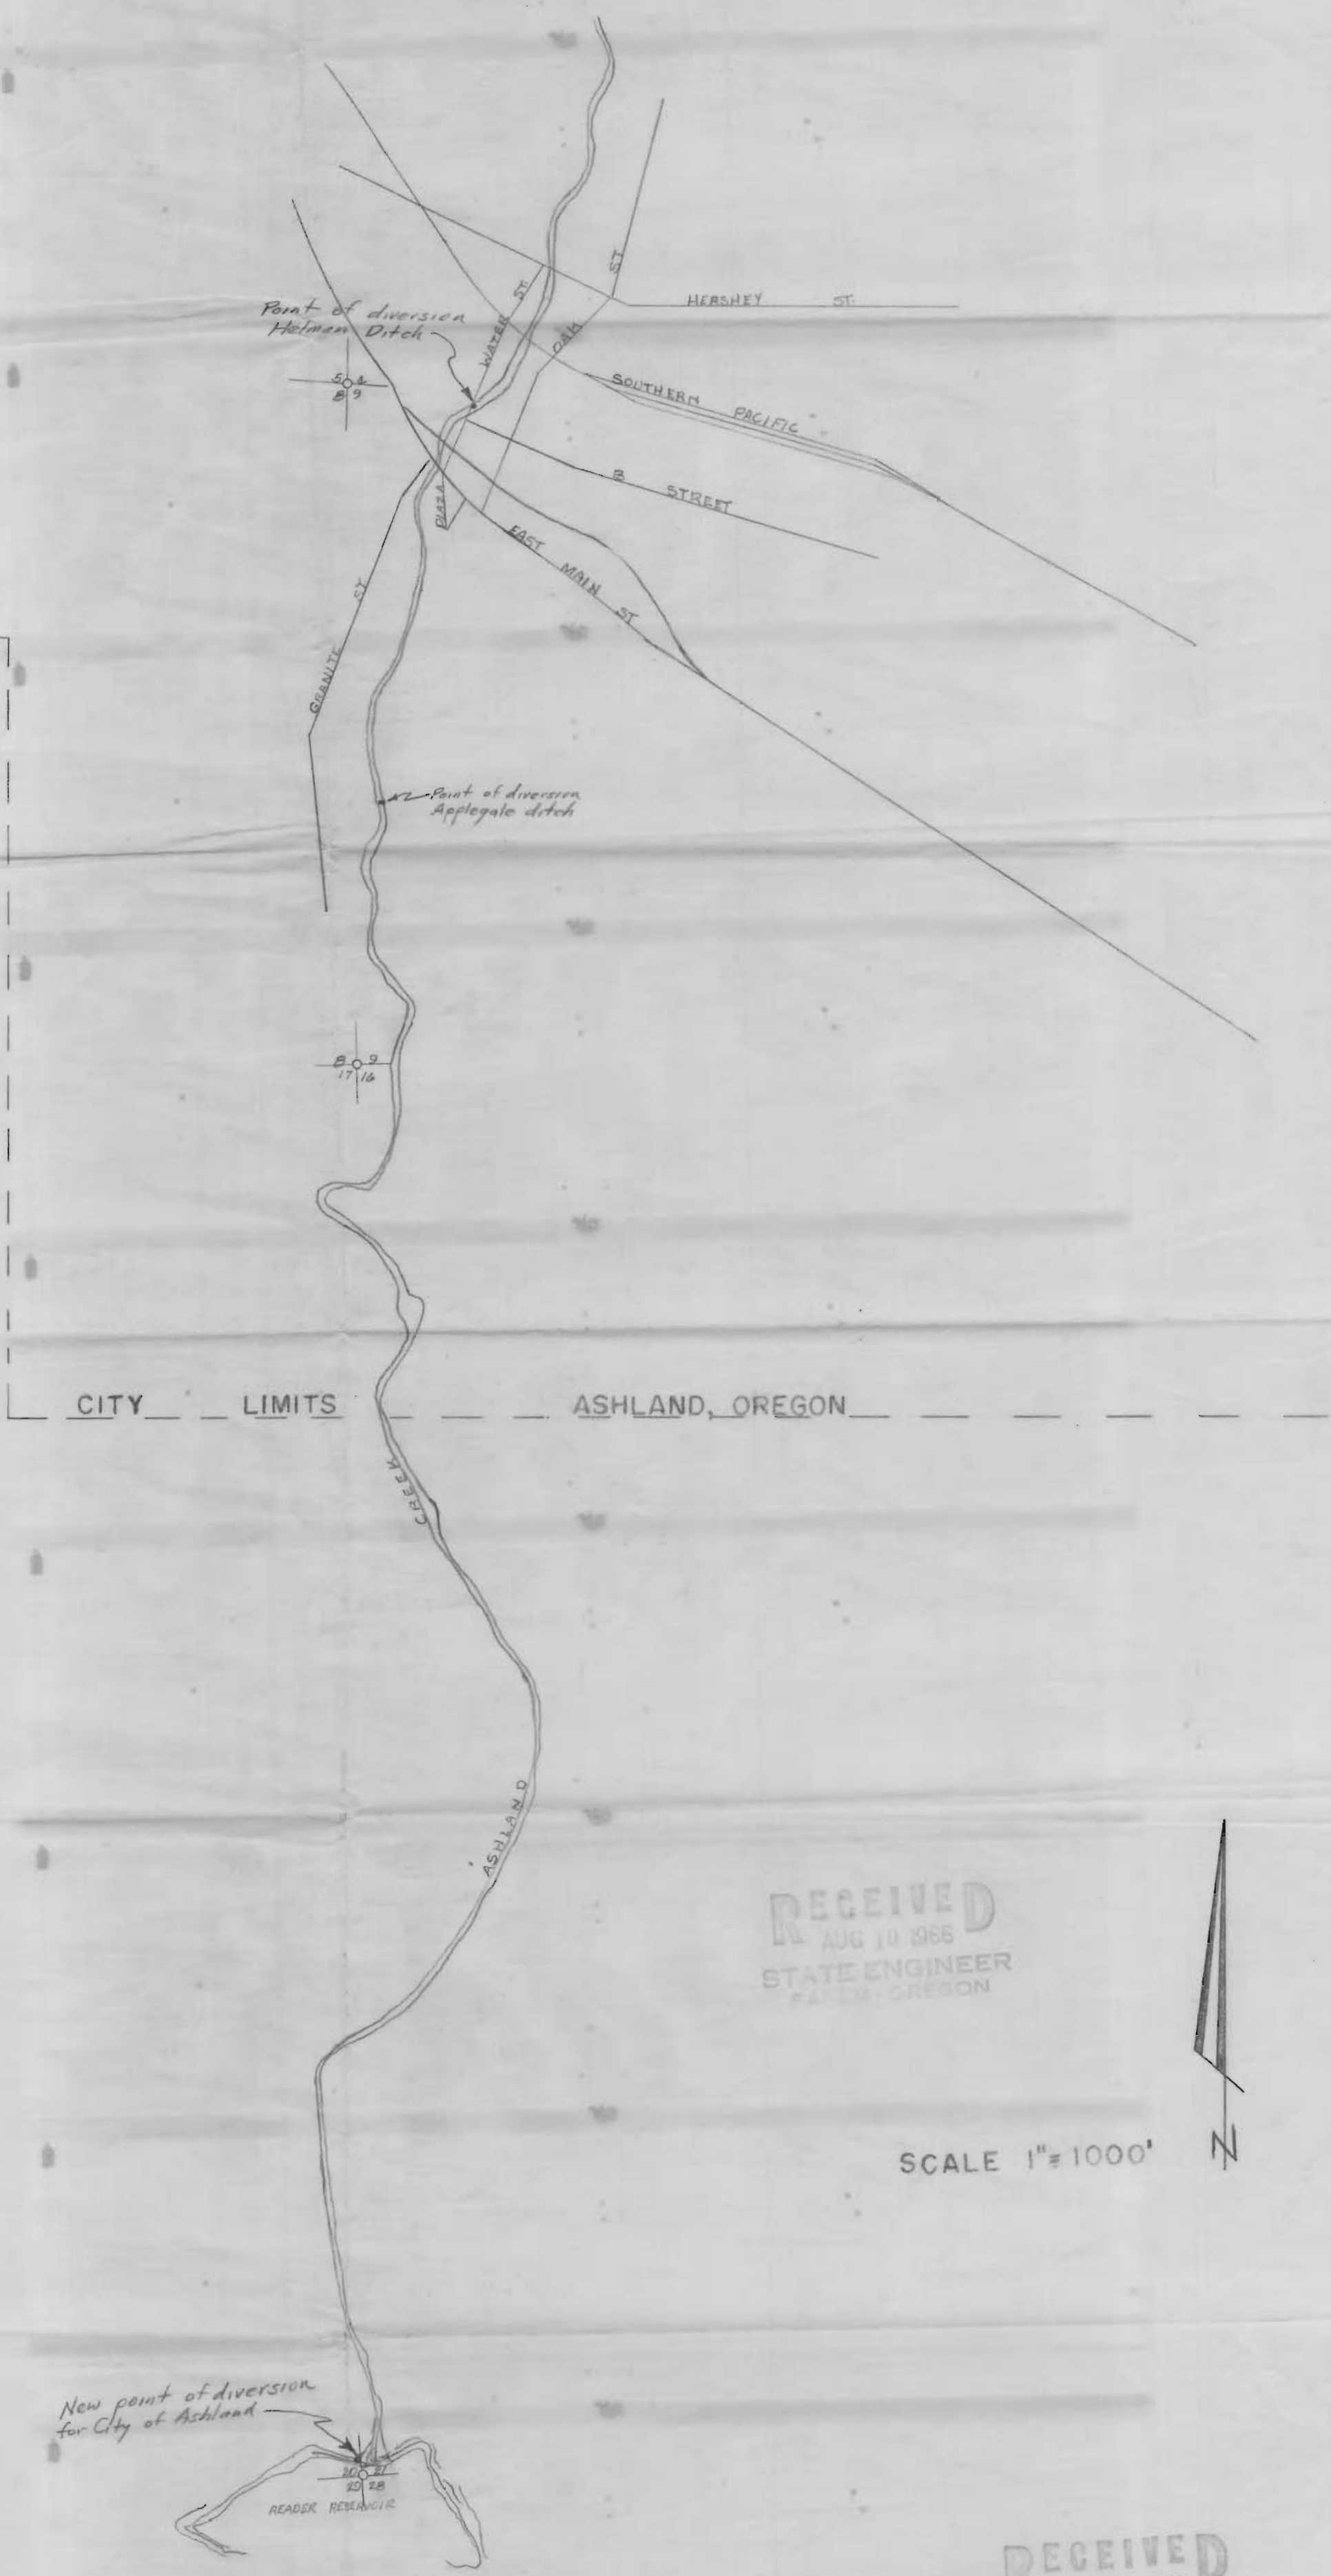 ST
HERSHEY ST.
WATER ST.
OAK
Point of diversion
Helman Ditch
5 4
8 9
SOUTHERN PACIFIC
B STREET
PLAZA
EAST MAIN ST
GRANITE ST
Point of diversion
Applegate ditch
8 9
17 16
CITY LIMITS ASHLAND, OREGON
CREEK
ASHLAND
RECEIVED
AUG 10 1966
STATE ENGINEER
SALEM - OREGON
SCALE 1"=1000'
N
New point of diversion
for City of Ashland
20 21
29 28
READER RESERVOIR
RECEIVED